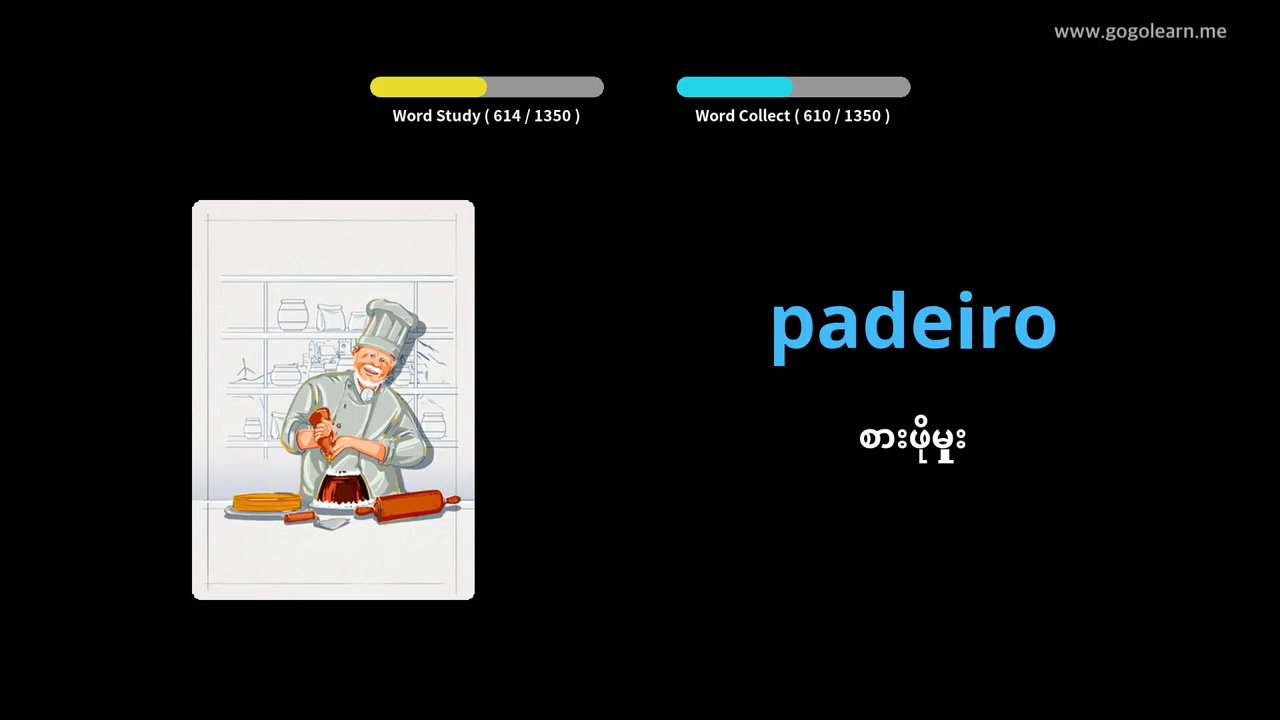 www.gogolearn.me
Word Study ( 614 / 1350 )
Word Collect ( 610 / 1350 )
padeiro
စားဖိုမှုး